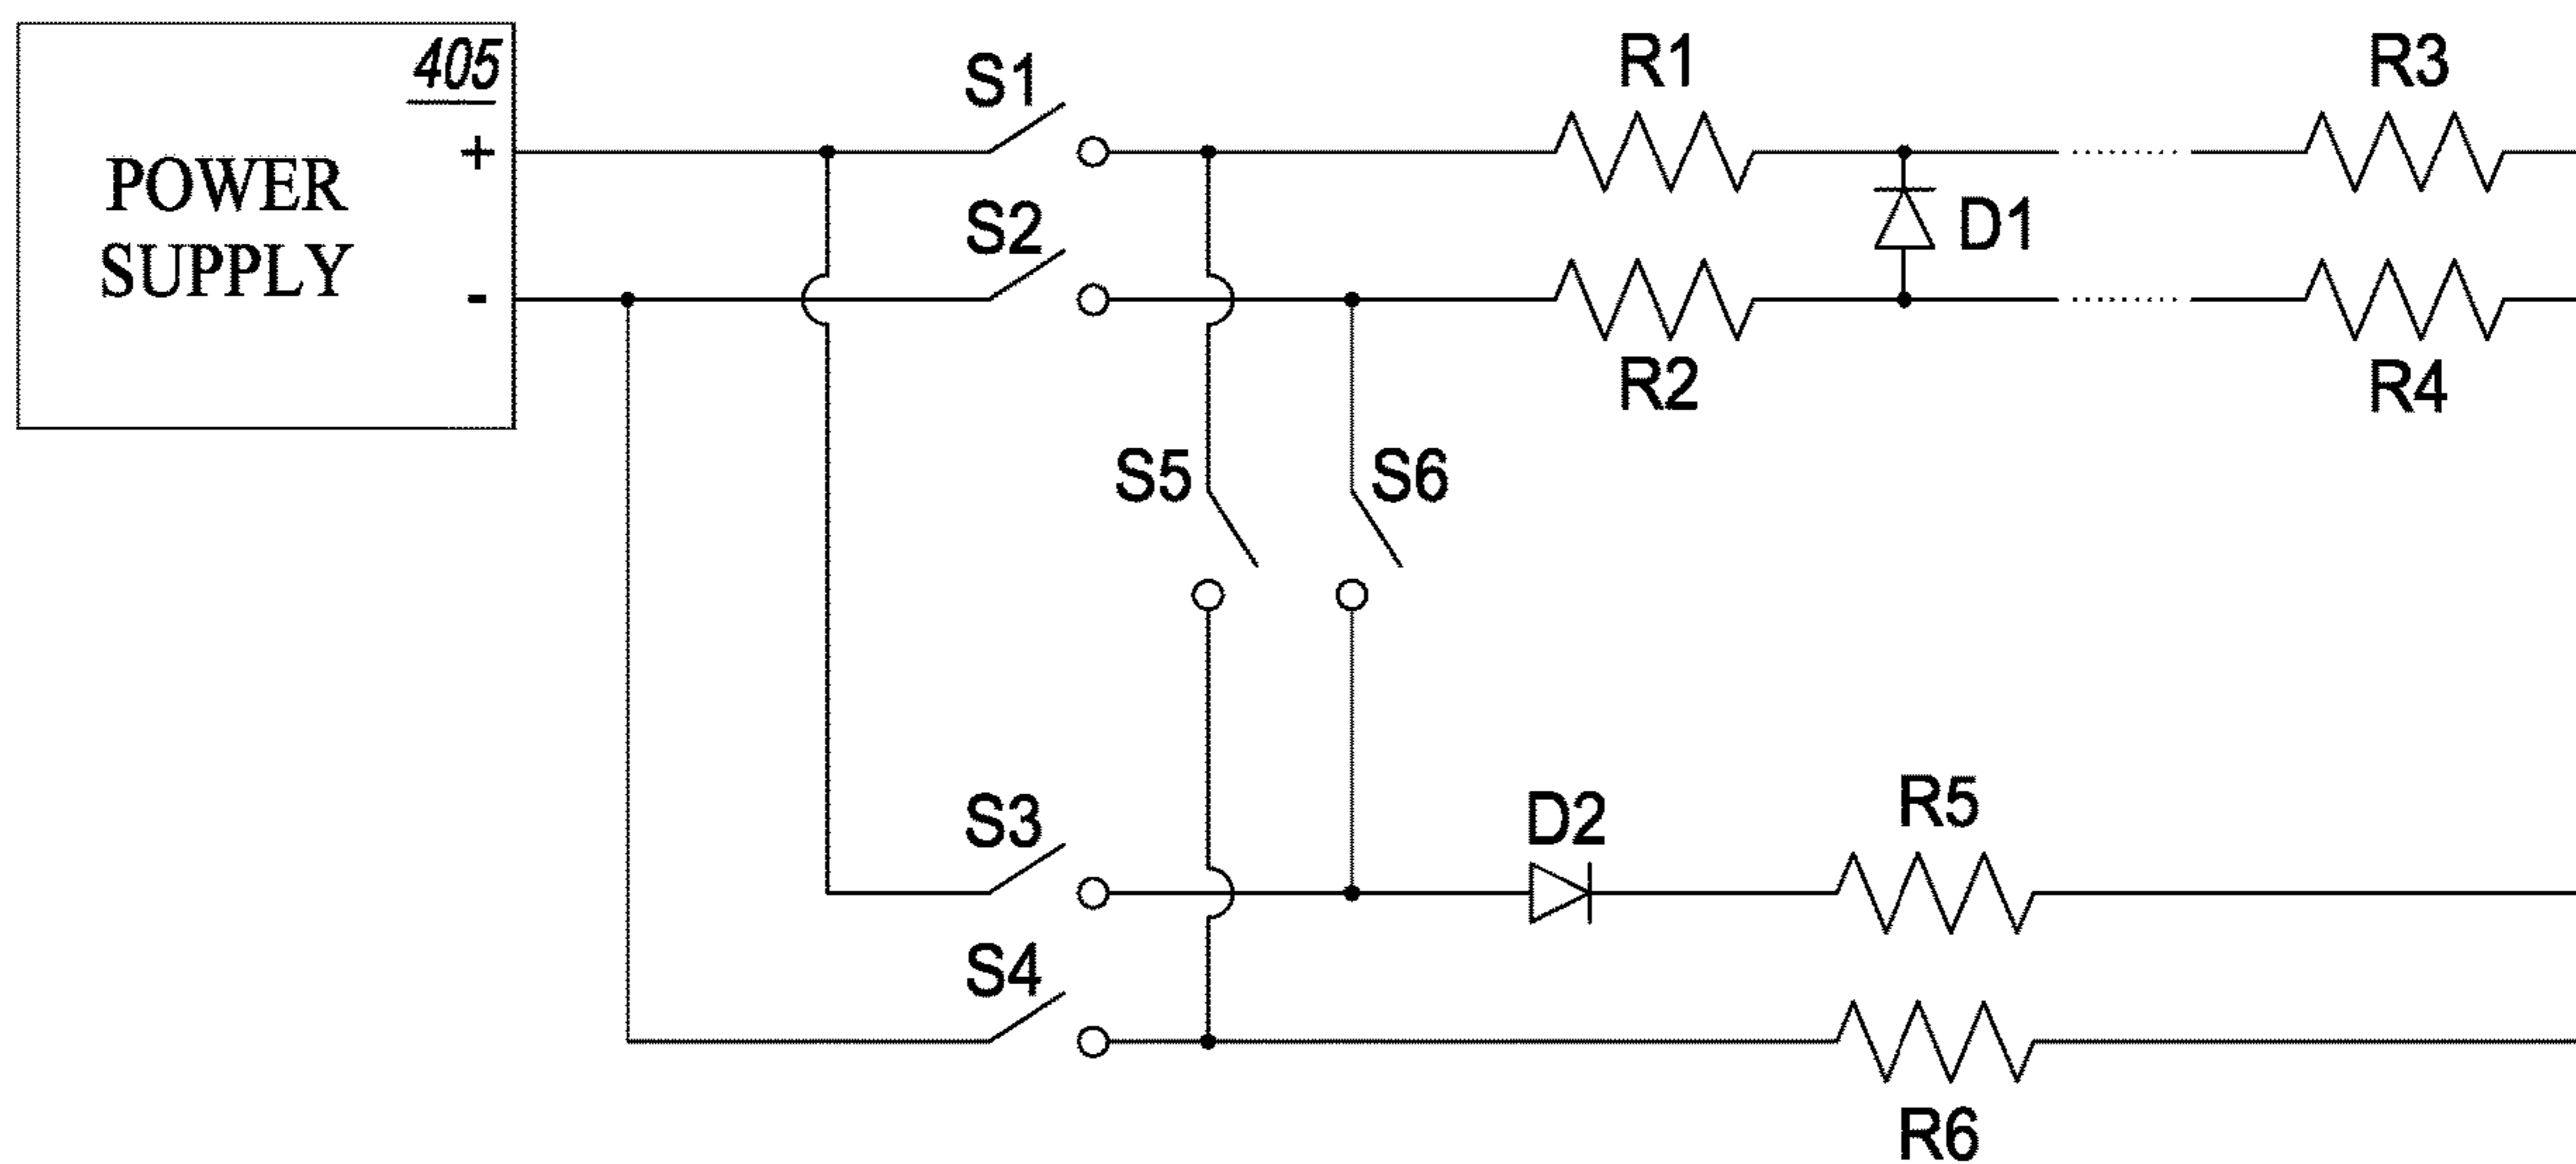 405
+
POWER
SUPPLY
-
S1
S2
R1
R3
D1
R2
R4
S5
S6
S3
D2
R5
S4
R6